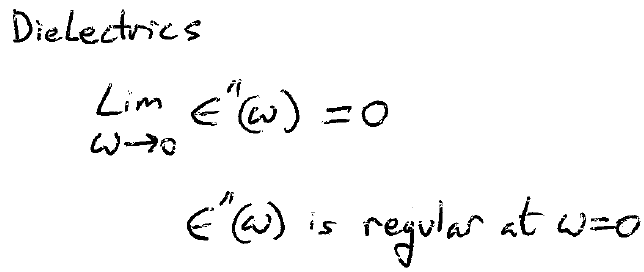 Dielectrics
Lim ε″(ω) = 0
ω→0
ε″(ω) is regular at ω=0